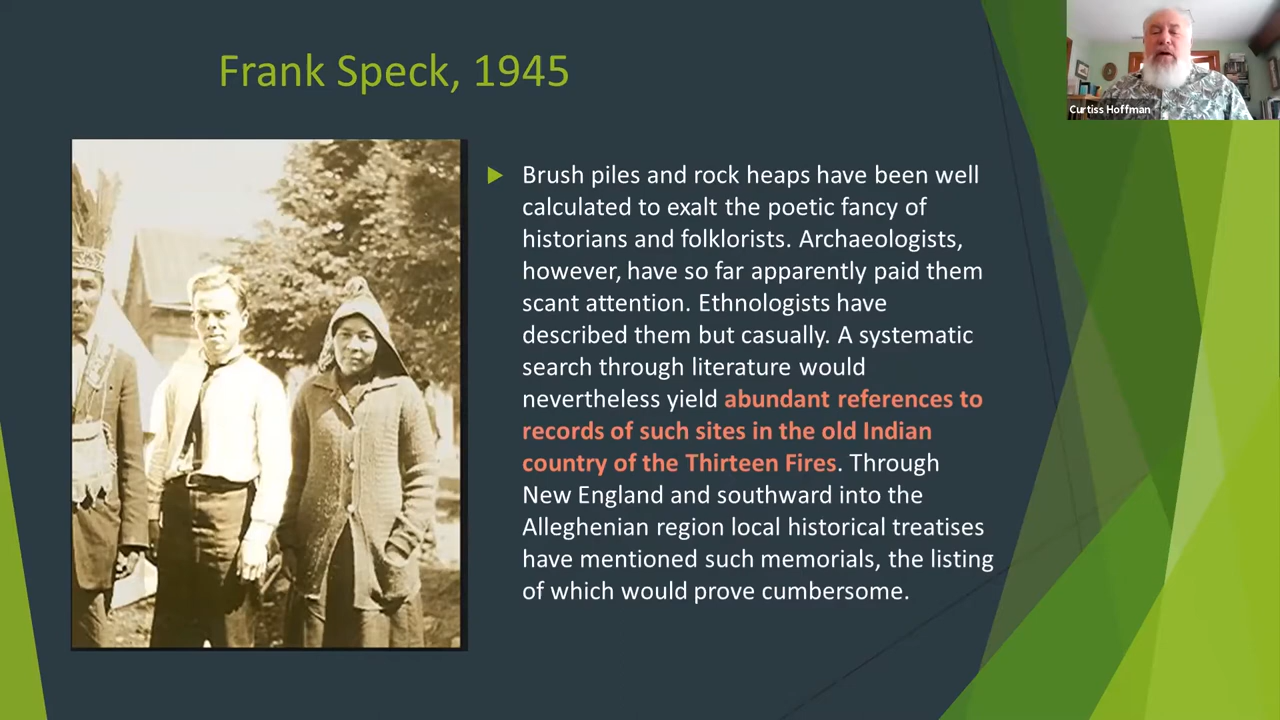 Frank Speck, 1945
Curtiss Hoffman
Brush piles and rock heaps have been well
calculated to exalt the poetic fancy of
historians and folklorists. Archaeologists,
however, have so far apparently paid them
scant attention. Ethnologists have
described them but casually. A systematic
search through literature would
nevertheless yield abundant references to
records of such sites in the old Indian
country of the Thirteen Fires. Through
New England and southward into the
Alleghenian region local historical treatises
have mentioned such memorials, the listing
of which would prove cumbersome.